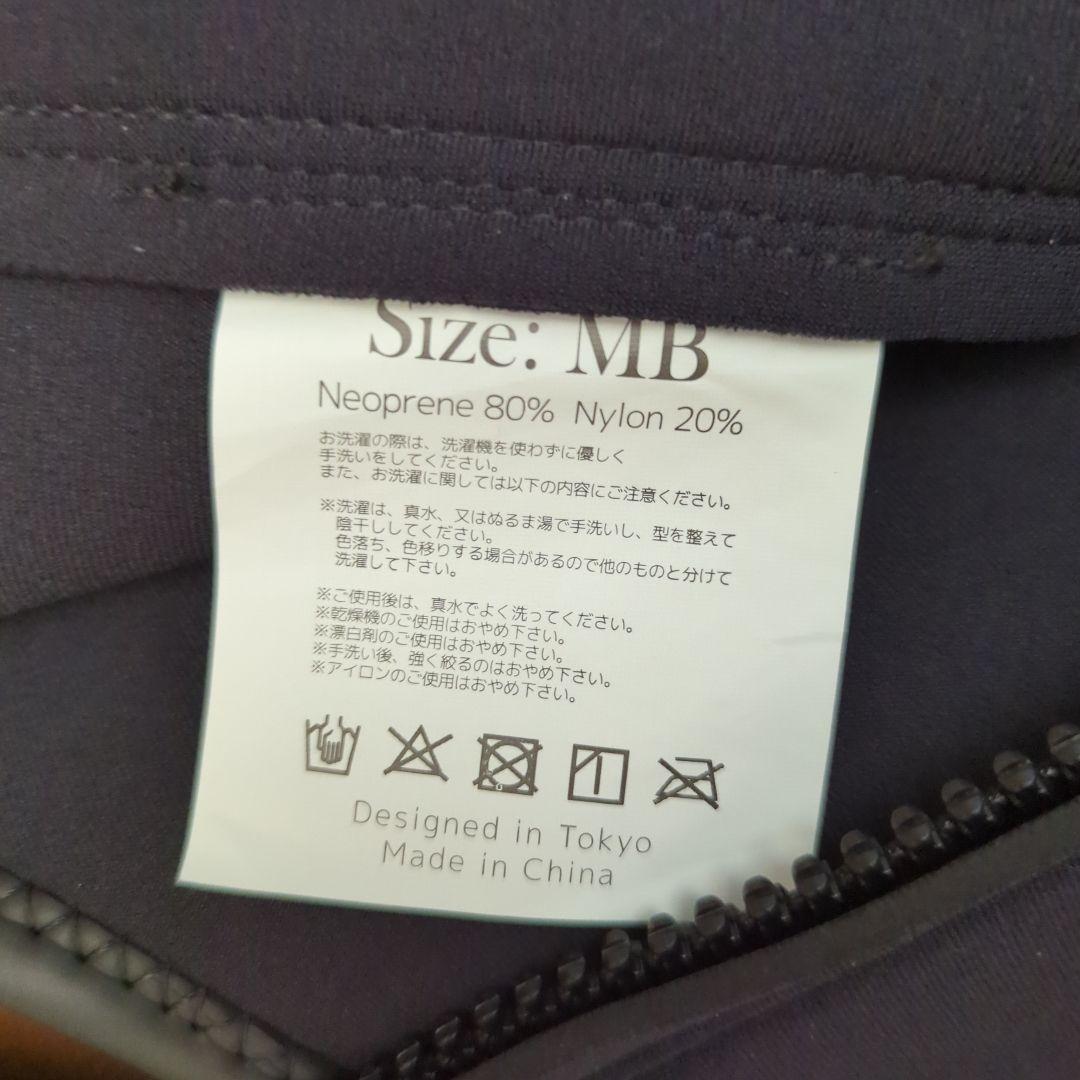 Size: MB
Neoprene 80% Nylon 20%
お洗濯の際は、洗濯機を使わずに優しく
手洗いをしてください。
また、お洗濯に関しては以下の内容にご注意ください。
※洗濯は、真水、又はぬるま湯で手洗いし、型を整えて
陰干ししてください。
色落ち、色移りする場合があるので他のものと分けて
洗濯して下さい。
※ご使用後は、真水でよく洗ってください。
※乾燥機のご使用はおやめ下さい。
※漂白剤のご使用はおやめ下さい。
※手洗い後、強く絞るのはおやめ下さい。
※アイロンのご使用はおやめ下さい。
Designed in Tokyo
Made in China